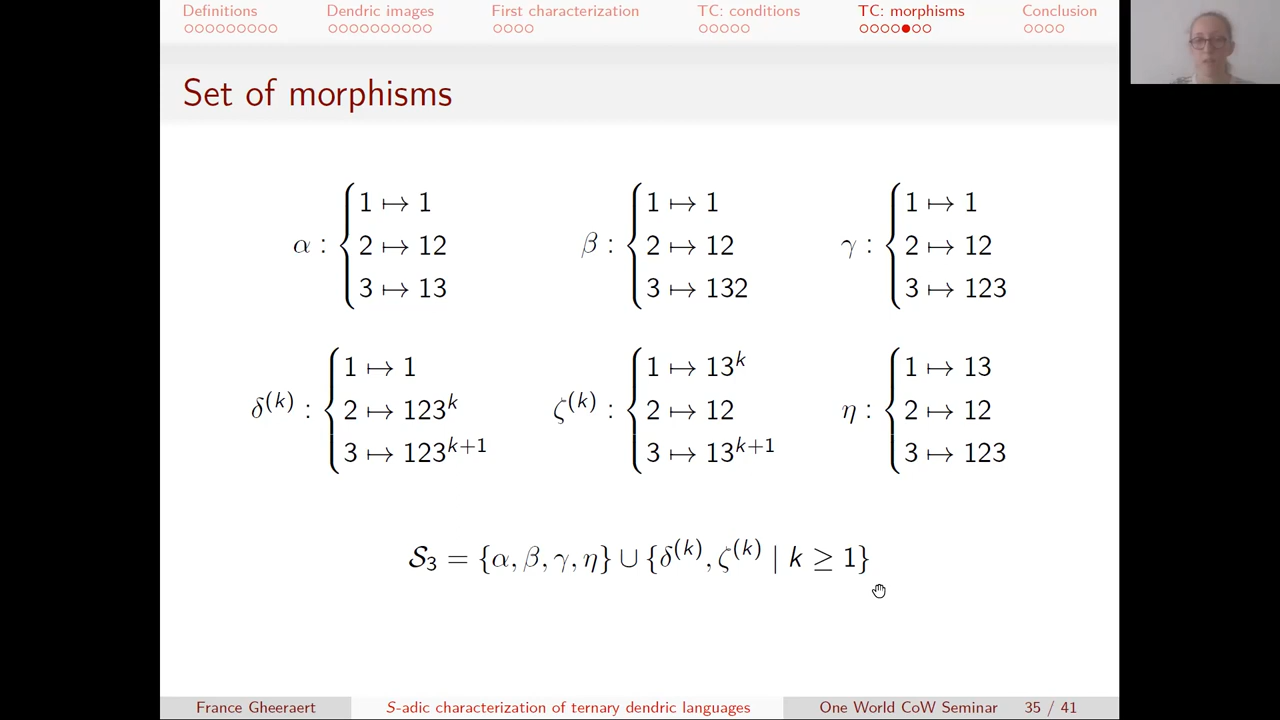 Definitions Dendric images First characterization TC: conditions TC: morphisms Conclusion
Set of morphisms
α : { 1 ↦ 1
2 ↦ 12
3 ↦ 13
β : { 1 ↦ 1
2 ↦ 12
3 ↦ 132
γ : { 1 ↦ 1
2 ↦ 12
3 ↦ 123
δ^(k) : { 1 ↦ 1
2 ↦ 123^k
3 ↦ 123^{k+1}
ζ^(k) : { 1 ↦ 13^k
2 ↦ 12
3 ↦ 13^{k+1}
η : { 1 ↦ 13
2 ↦ 12
3 ↦ 123
𝒮₃ = {α, β, γ, η} ∪ {δ^(k), ζ^(k) | k ≥ 1}
France Gheeraert S-adic characterization of ternary dendric languages One World CoW Seminar 35 / 41